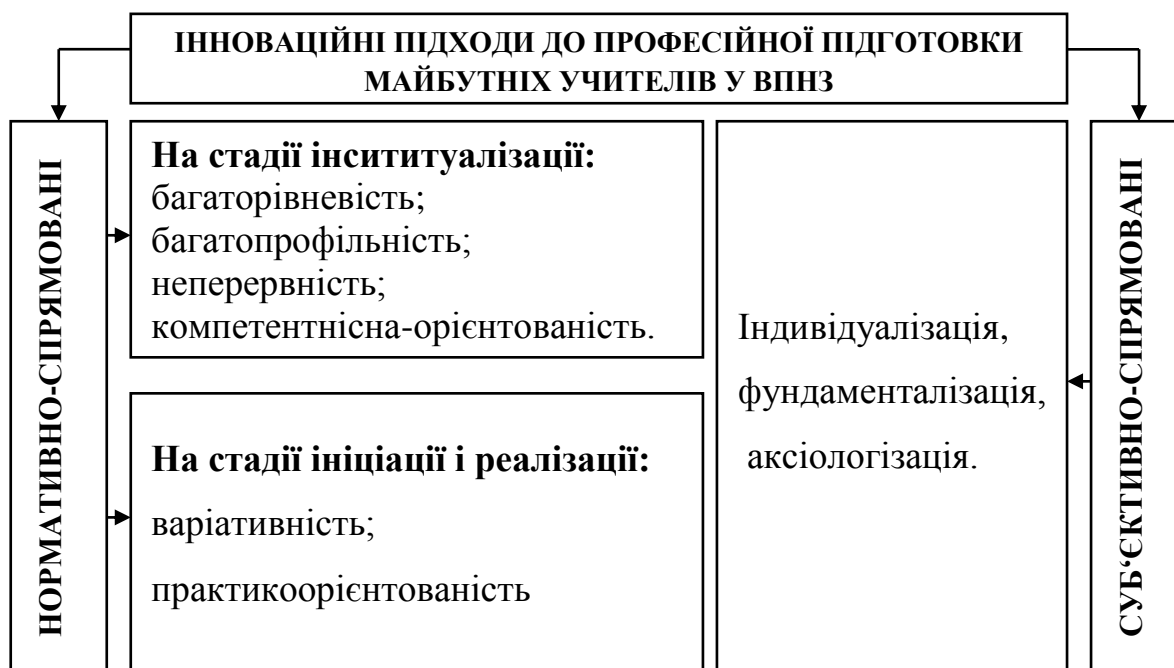 ІННОВАЦІЙНІ ПІДХОДИ ДО ПРОФЕСІЙНОЇ ПІДГОТОВКИ
МАЙБУТНІХ УЧИТЕЛІВ У ВПНЗ
НОРМАТИВНО-СПРЯМОВАНІ
На стадії інсититуалізації:
багаторівневість;
багатопрофільність;
неперервність;
компетентнісна-орієнтованість.
На стадії ініціації і реалізації:
варіативність;
практикоорієнтованість
Індивідуалізація,
фундаменталізація,
аксіологізація.
СУБ‘ЄКТИВНО-СПРЯМОВАНІ